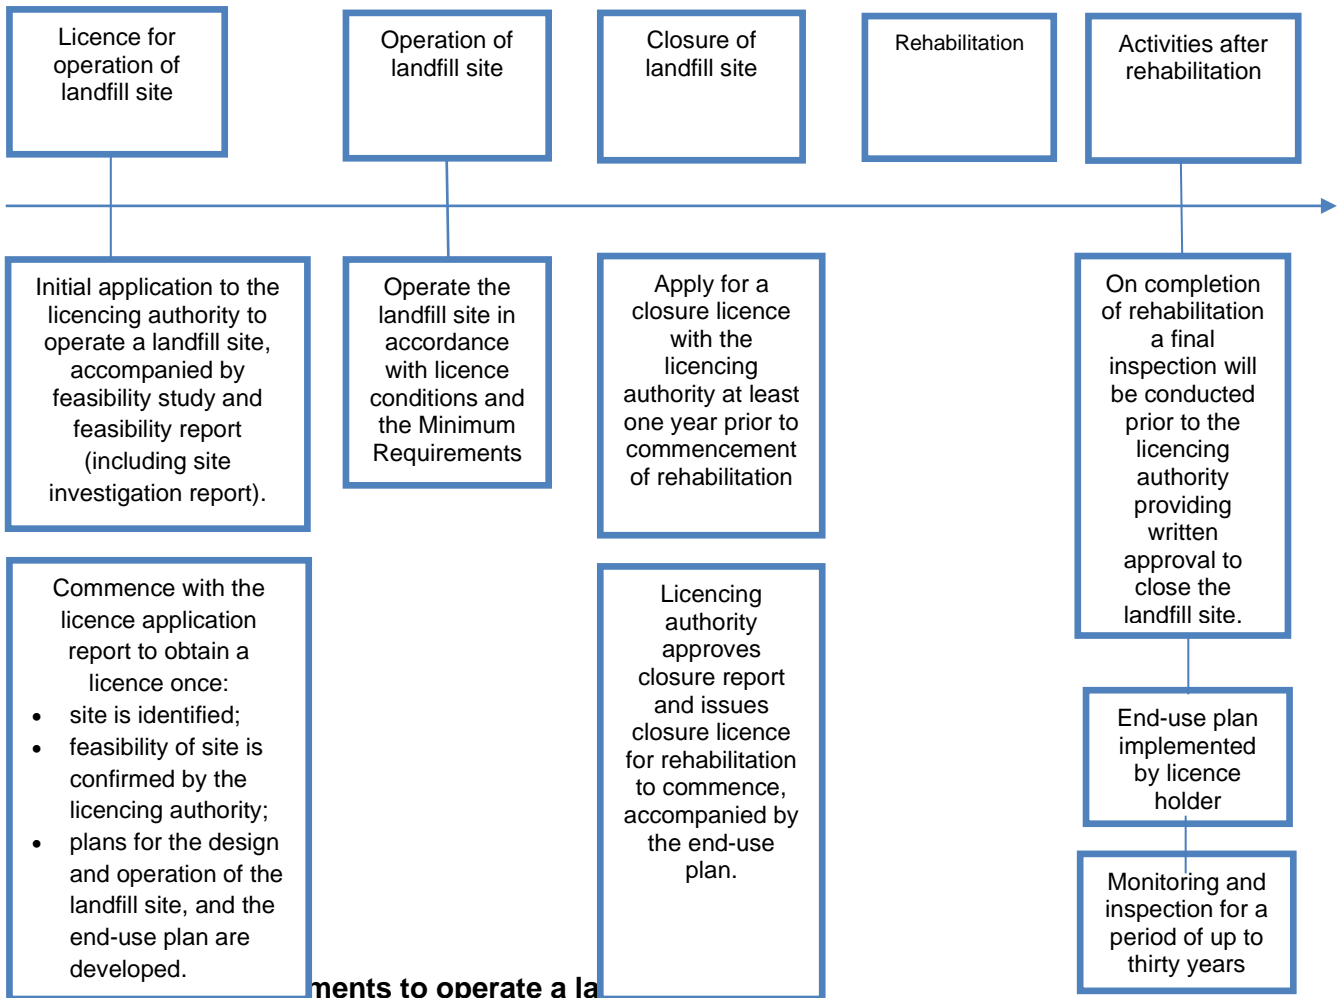 Licence for
operation of
landfill site
Operation of
landfill site
Closure of
landfill site
Rehabilitation
Activities after
rehabilitation
Initial application to the
licencing authority to
operate a landfill site,
accompanied by
feasibility study and
feasibility report
(including site
investigation report).
Operate the
landfill site in
accordance
with licence
conditions and
the Minimum
Requirements
Apply for a
closure licence
with the
licencing
authority at least
one year prior to
commencement
of rehabilitation
On completion
of rehabilitation
a final
inspection will
be conducted
prior to the
licencing
authority
providing
written
approval to
close the
landfill site.
Commence with the
licence application
report to obtain a
licence once:
• site is identified;
• feasibility of site is
confirmed by the
licencing authority;
• plans for the design
and operation of the
landfill site, and the
end-use plan are
developed.
Licencing
authority
approves
closure report
and issues
closure licence
for rehabilitation
to commence,
accompanied by
the end-use
plan.
End-use plan
implemented
by licence
holder
Monitoring and
inspection for a
period of up to
thirty years
ments to operate a la